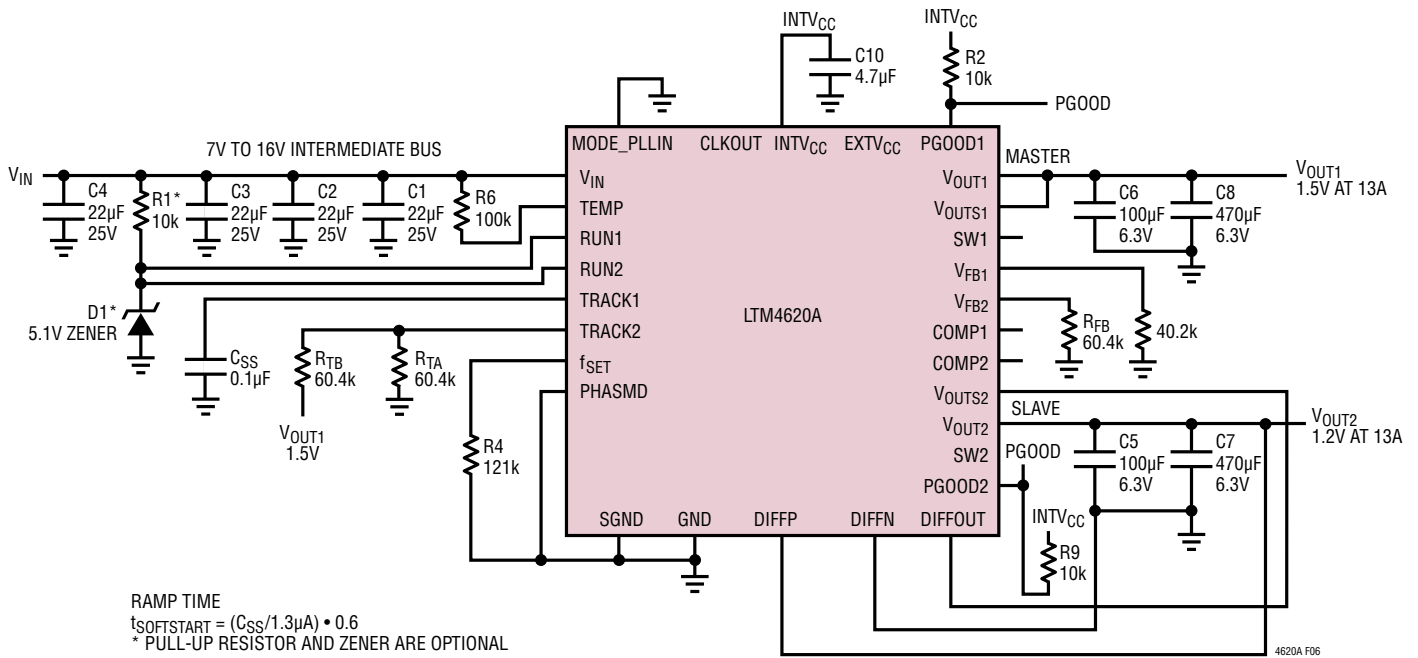 INTVCC
C10
4.7µF
INTVCC
R2
10k
PGOOD
7V TO 16V INTERMEDIATE BUS
VIN
C4
22µF
25V
R1*
10k
C3
22µF
25V
C2
22µF
25V
C1
22µF
25V
R6
100k
D1*
5.1V ZENER
CSS
0.1µF
RTB
60.4k
VOUT1
1.5V
RTA
60.4k
R4
121k
MODE_PLLIN
CLKOUT
INTVCC
EXTVCC
PGOOD1
VIN
TEMP
RUN1
RUN2
TRACK1
TRACK2
fSET
PHASMD
LTM4620A
VOUT1
VOUTS1
SW1
VFB1
VFB2
COMP1
COMP2
VOUTS2
VOUT2
SW2
PGOOD2
SGND
GND
DIFFP
DIFFN
DIFFOUT
MASTER
VOUT1
1.5V AT 13A
C6
100µF
6.3V
C8
470µF
6.3V
RFB
60.4k
40.2k
SLAVE
VOUT2
1.2V AT 13A
C5
100µF
6.3V
C7
470µF
6.3V
PGOOD
INTVCC
R9
10k
RAMP TIME
tSOFTSTART = (CSS/1.3µA) • 0.6
* PULL-UP RESISTOR AND ZENER ARE OPTIONAL
4620A F06